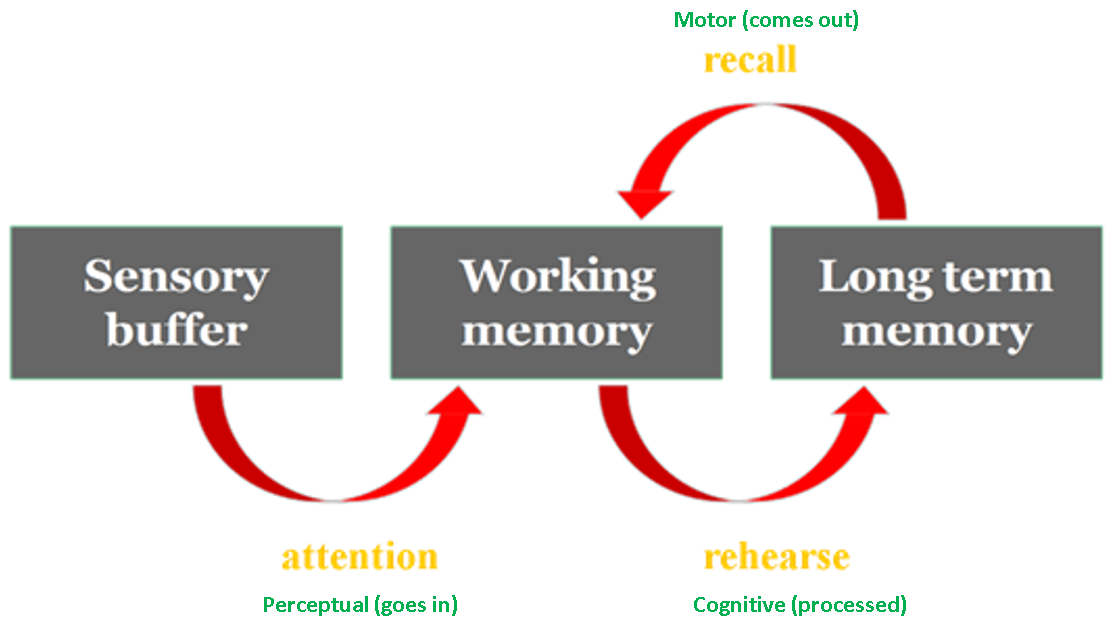 Motor (comes out)
recall
Sensory
buffer
Working
memory
Long term
memory
attention
Perceptual (goes in)
rehearse
Cognitive (processed)